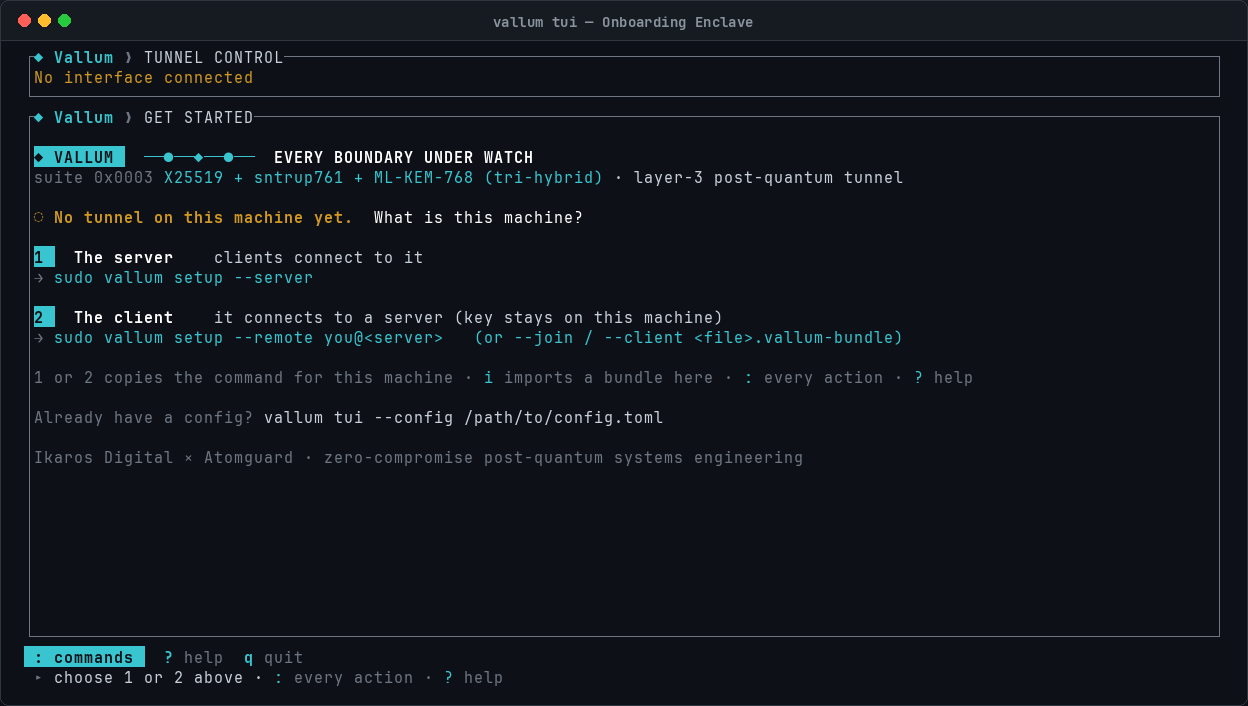 vallum tui — Onboarding Enclave
◆ Vallum ❯ TUNNEL CONTROL
No interface connected
◆ Vallum ❯ GET STARTED
◆ VALLUM ──●──◆──●── EVERY BOUNDARY UNDER WATCH
suite 0x0003 X25519 + sntrup761 + ML-KEM-768 (tri-hybrid) · layer-3 post-quantum tunnel
◌ No tunnel on this machine yet. What is this machine?
1 The server clients connect to it
→ sudo vallum setup --server
2 The client it connects to a server (key stays on this machine)
→ sudo vallum setup --remote you@<server> (or --join / --client <file>.vallum-bundle)
1 or 2 copies the command for this machine · i imports a bundle here · : every action · ? help
Already have a config? vallum tui --config /path/to/config.toml
Ikaros Digital × Atomguard · zero-compromise post-quantum systems engineering
: commands ? help q quit
▸ choose 1 or 2 above · : every action · ? help